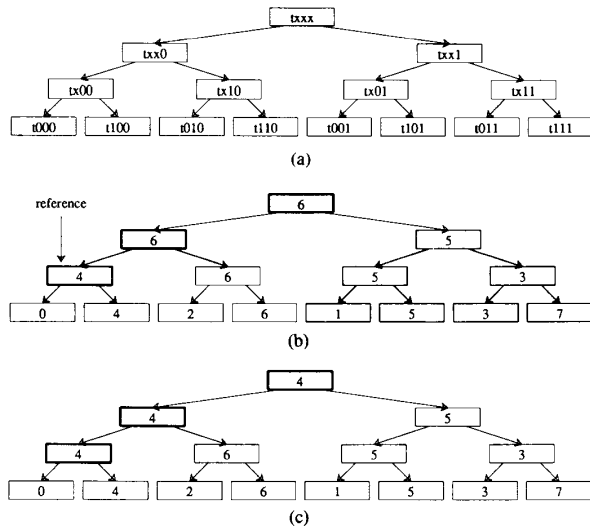 txxx
txx0 txx1
tx00 tx10 tx01 tx11
t000 t100 t010 t110 t001 t101 t011 t111
(a)
reference
6
6 5
4 6 5 3
0 4 2 6 1 5 3 7
(b)
4
4 5
4 6 5 3
0 4 2 6 1 5 3 7
(c)